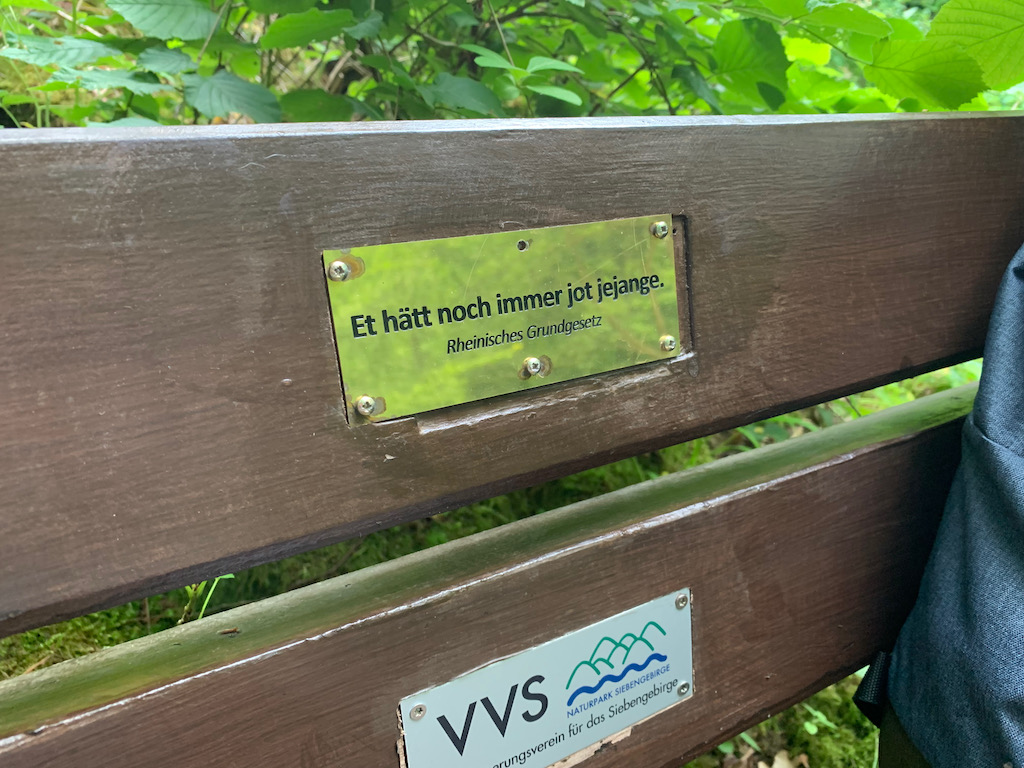 Et hätt noch immer jot jejange.
Rheinisches Grundgesetz
VVS
NATURPARK SIEBENGEBIRGE
für das Siebengebirge